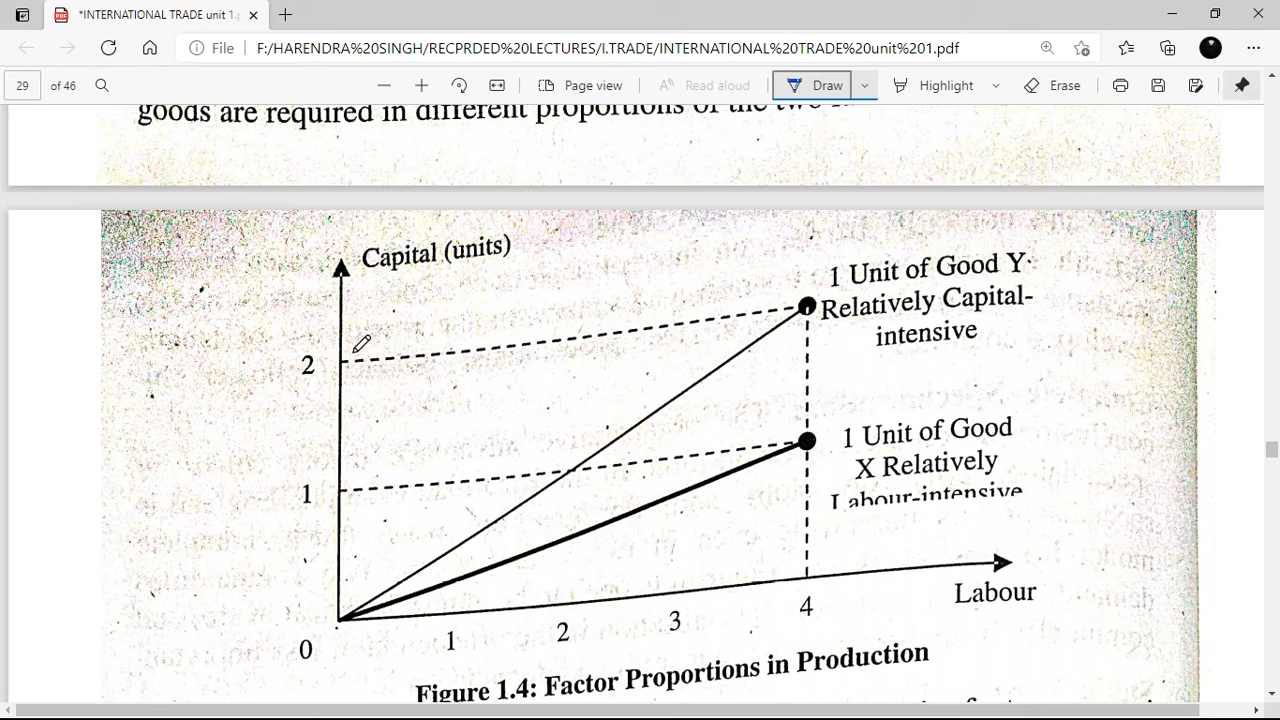 *INTERNATIONAL TRADE unit 1.p
File
F:/HARENDRA%20SINGH/RECPRDED%20LECTURES/I.TRADE/INTERNATIONAL%20TRADE%20unit%201.pdf
29 of 46
Page view
Read aloud
Draw
Highlight
Erase
goods are required in different proportions of the two
Capital (units)
1 Unit of Good Y
Relatively Capital-
intensive
2
1 Unit of Good
X Relatively
Labour-intensive
1
Labour
0 1 2 3 4
Figure 1.4: Factor Proportions in Production